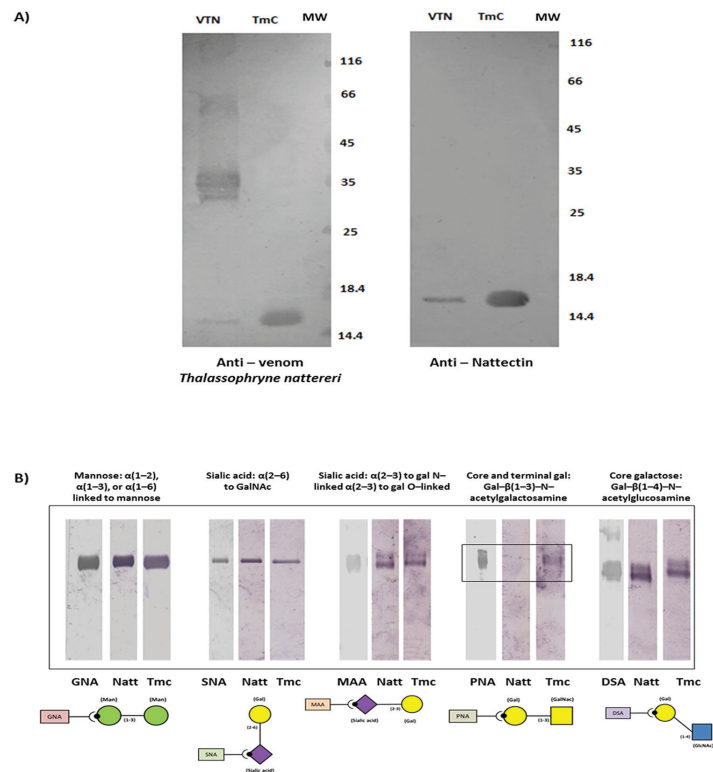 A)
VTN TmC MW
116
66
45
35
25
18.4
14.4
Anti – venom
Thalassophryne nattereri
VTN TmC MW
116
66
45
35
25
18.4
14.4
Anti – Nattectin
B)
Mannose: α(1–2),
α(1–3), or α(1–6)
linked to mannose
Sialic acid: α(2–6)
to GalNAc
Sialic acid: α(2–3) to gal N–
linked α(2–3) to gal O–linked
Core and terminal gal:
Gal–β(1–3)–N–
acetylgalactosamine
Core galactose:
Gal–β(1–4)–N–
acetylglucosamine
GNA Natt Tmc
SNA Natt Tmc
MAA Natt Tmc
PNA Natt Tmc
DSA Natt Tmc
GNA
(Man)
(1–3)
(Man)
(Gal)
(2–6)
SNA
(Sialic acid)
MAA
(Sialic acid)
(2–3)
(Gal)
PNA
(Gal)
(1–3)
(GalNac)
DSA
(Gal)
(1–4)
(GlcNAc)